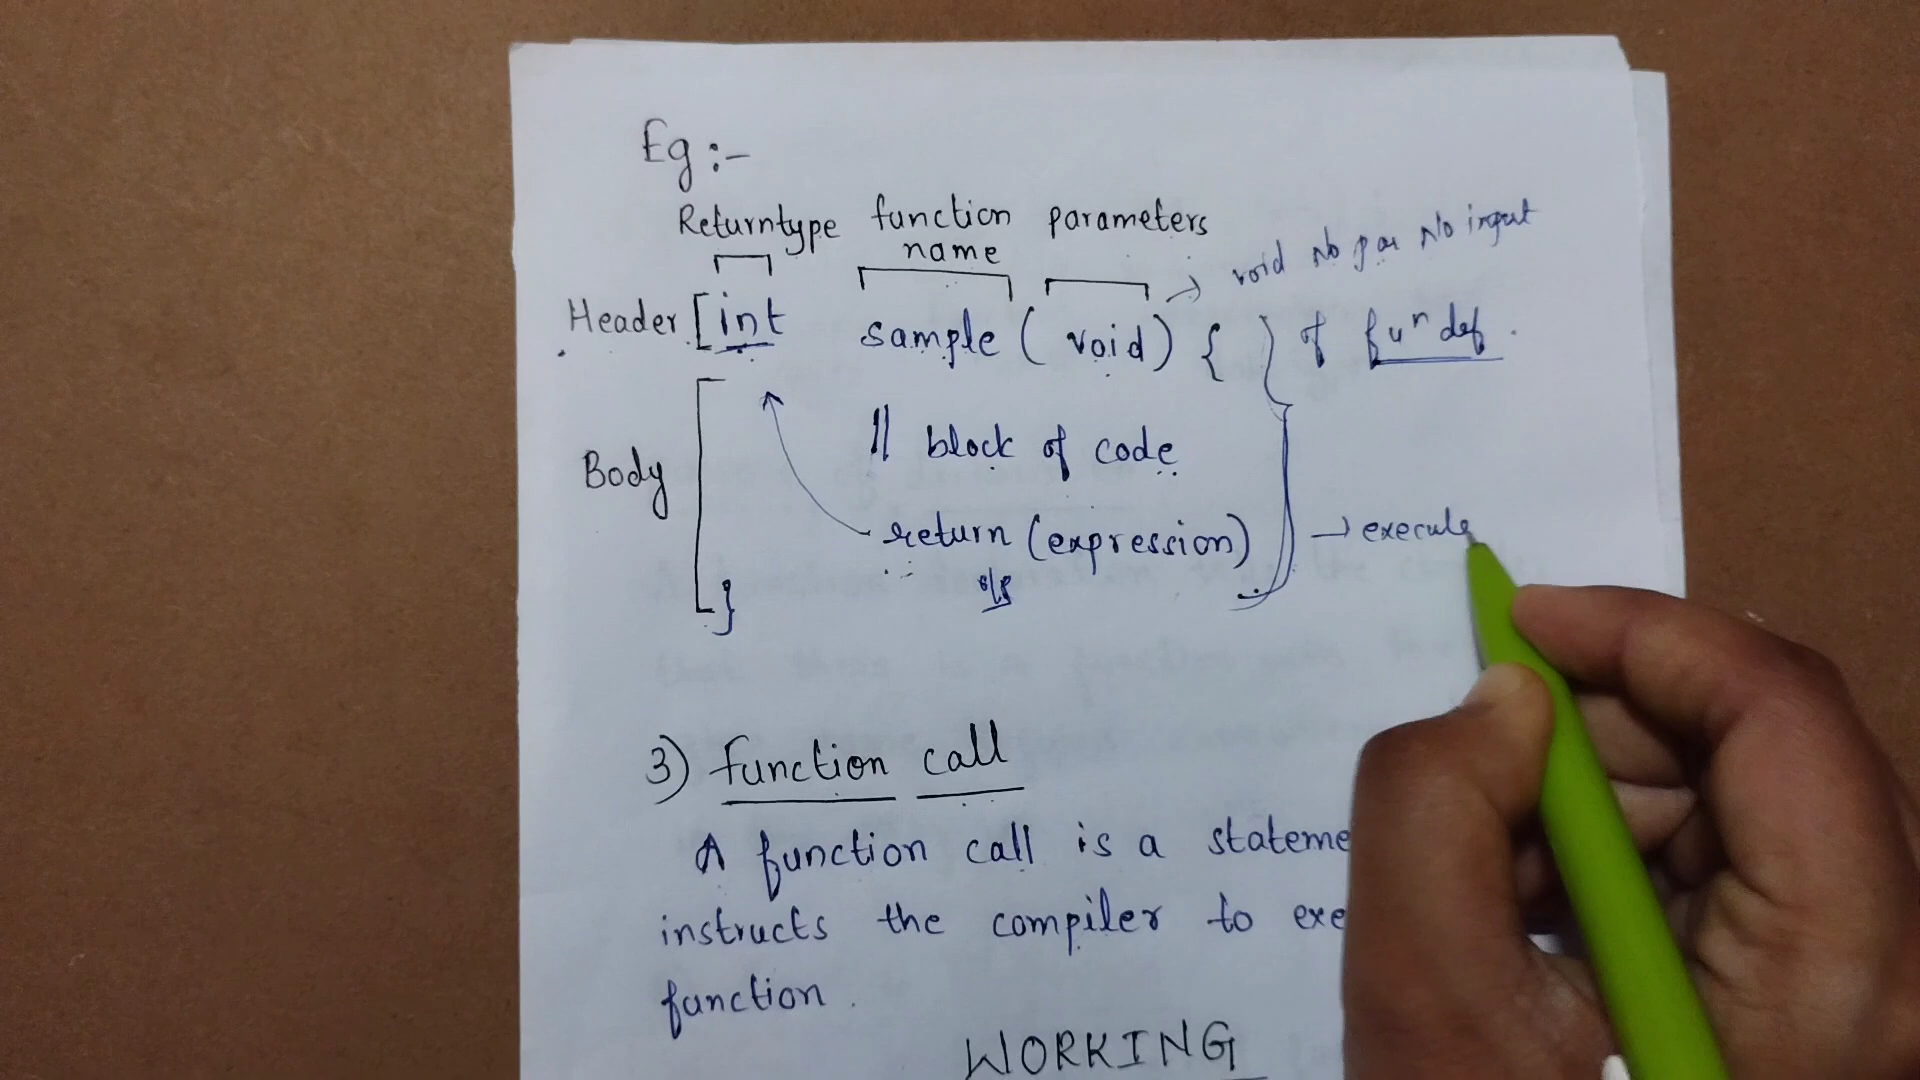 Eg :-
Returntype function name parameters
→ void No par No input
Header [ int sample ( void ) { } of fuⁿ def .
Body
// block of code
return (expression) → execute
o/p
}
3) function call
A function call is a stateme
instructs the compiler to exe
function .
WORKING